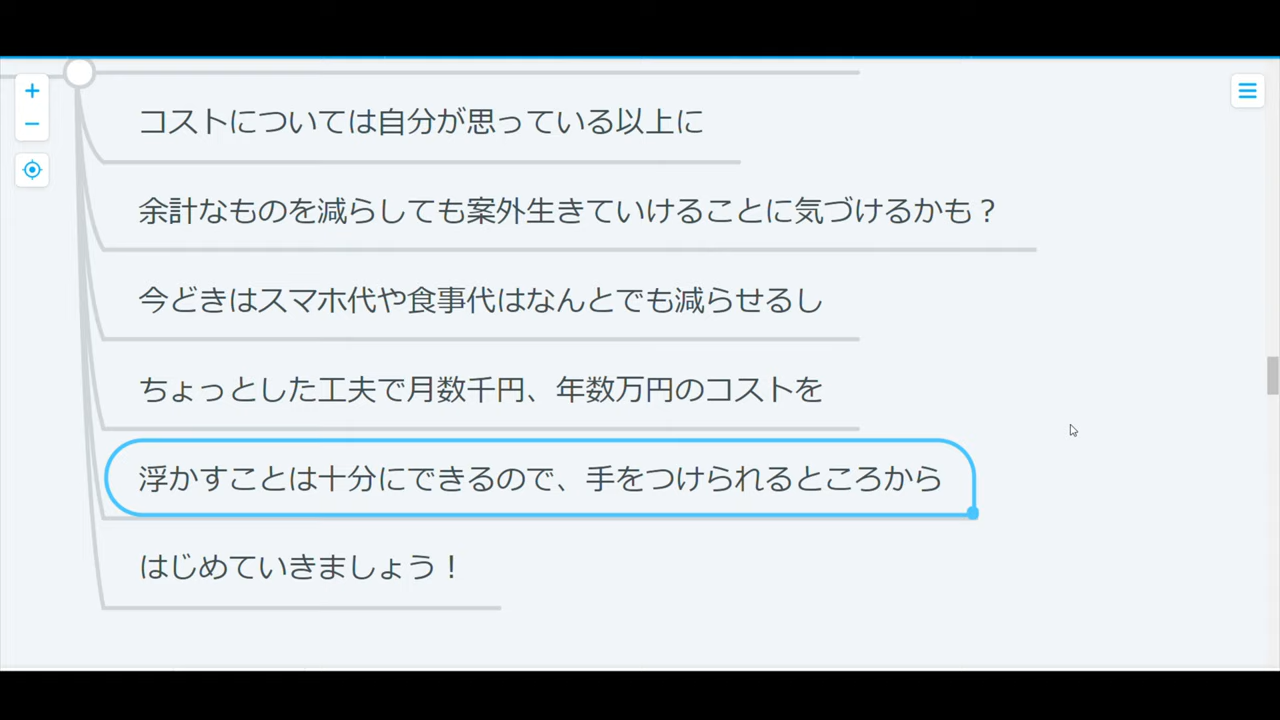 コストについては自分が思っている以上に
余計なものを減らしても案外生きていけることに気づけるかも？
今どきはスマホ代や食事代はなんとでも減らせるし
ちょっとした工夫で月数千円、年数万円のコストを
浮かすことは十分にできるので、手をつけられるところから
はじめていきましょう！